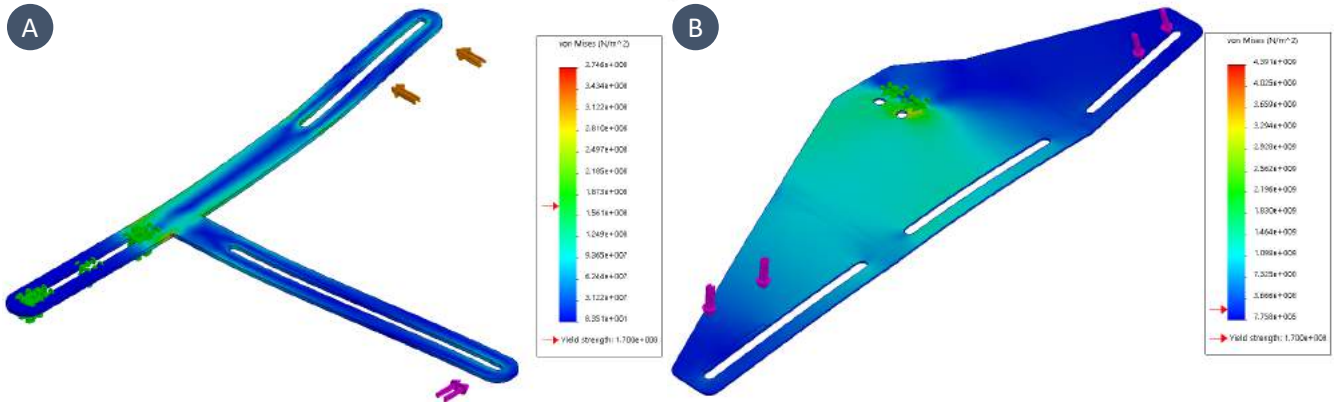 A
von Mises (N/m^2)
3.746e+008
3.434e+008
3.122e+008
2.810e+008
2.497e+008
2.185e+008
1.873e+008
1.561e+008
1.249e+008
9.365e+007
6.244e+007
3.122e+007
8.351e+001
Yield strength: 1.700e+008
B
von Mises (N/m^2)
4.391e+009
4.025e+009
3.659e+009
3.294e+009
2.928e+009
2.562e+009
2.196e+009
1.830e+009
1.464e+009
1.098e+009
7.325e+008
3.666e+008
7.758e+005
Yield strength: 1.700e+008